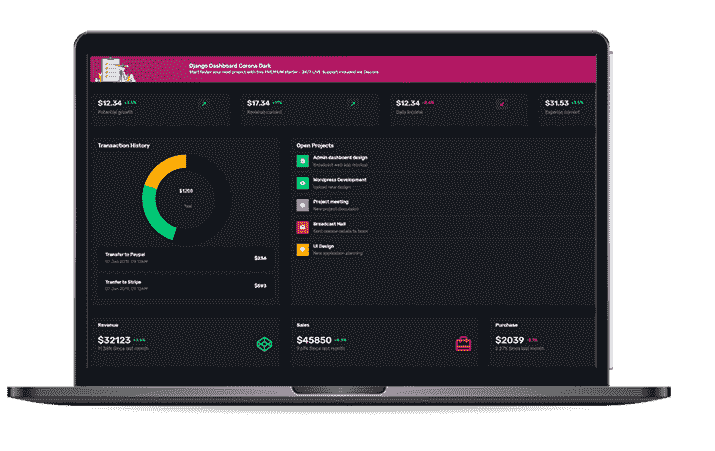 Django Dashboard Corona Dark
Start faster your next project with this PREMIUM starter - 24/7 LIVE Support included via Discord.
$12.34 +3.5%
Potential growth
$17.34 +11%
Revenue current
$12.34 -2.4%
Daily Income
$31.53 +3.5%
Expense current
Transaction History
$1200
Total
Transfer to Paypal
07 Jan 2019, 09:12AM
$236
Tranfer to Stripe
07 Jan 2019, 09:12AM
$593
Open Projects
Admin dashboard design
Broadcast web app mockup
Wordpress Development
Upload new design
Project meeting
New project discussion
Broadcast Mail
Sent release details to team
UI Design
New application planning
Revenue
$32123 +3.5%
11.38% Since last month
Sales
$45850 +8.3%
9.61% Since last month
Purchase
$2039 -2.1%
2.27% Since last month